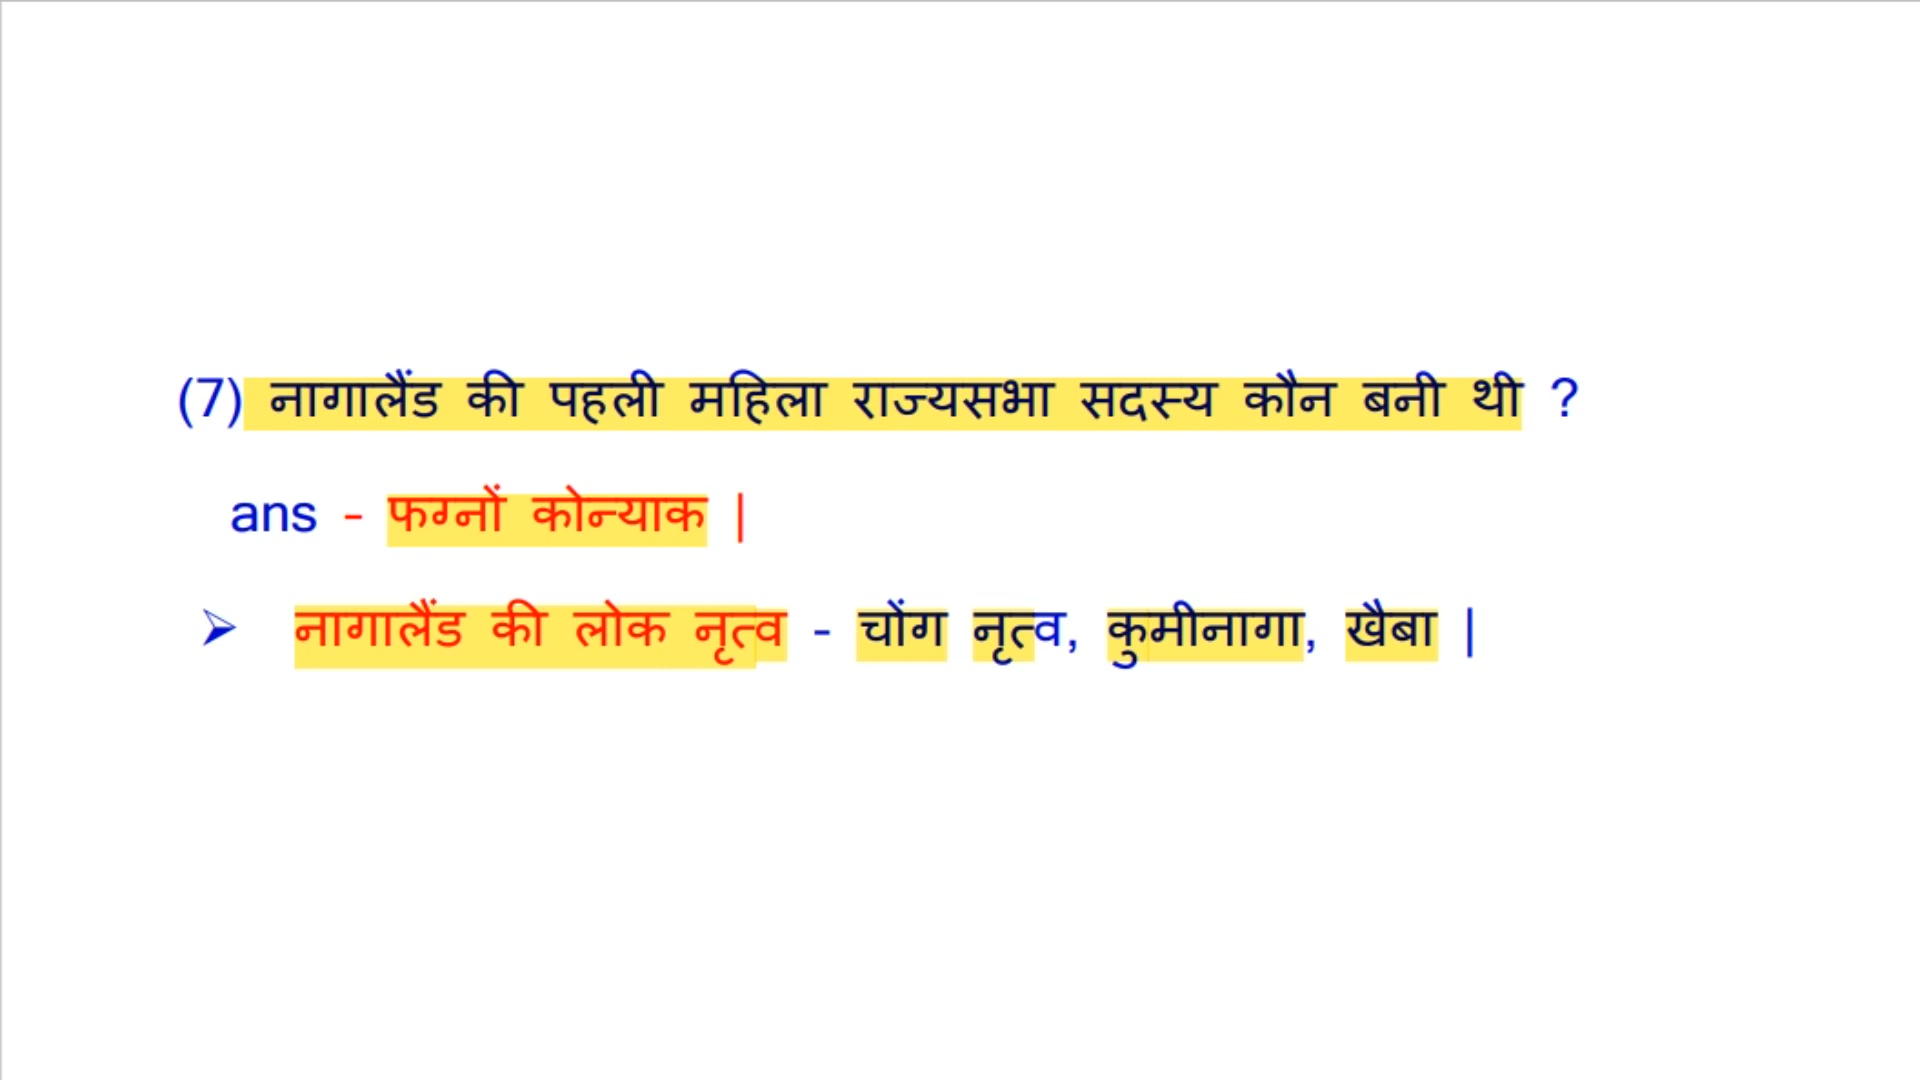 (7) नागालैंड की पहली महिला राज्यसभा सदस्य कौन बनी थी ?
ans - फग्नों कोन्याक |
➢ नागालैंड की लोक नृत्व - चोंग नृत्व, कुमीनागा, खैबा |